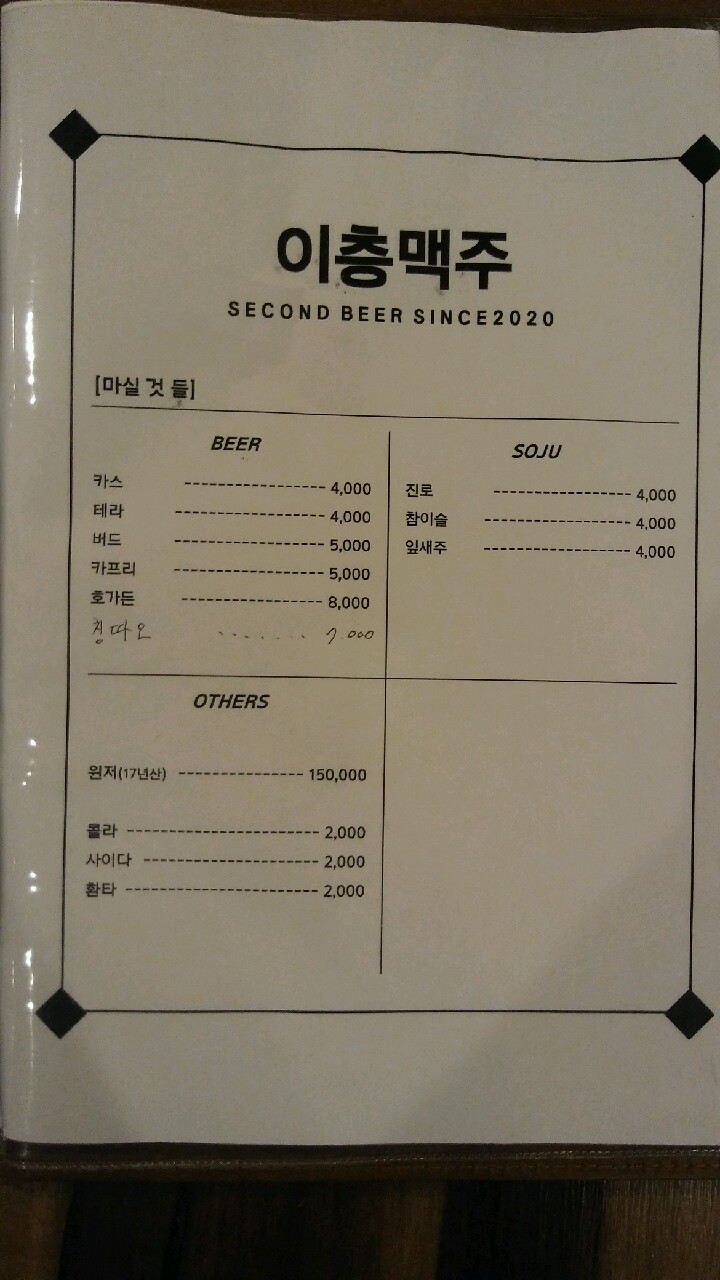 이층맥주
SECOND BEER SINCE2020
[마실 것 들]
BEER
카스 ---------------------- 4,000
테라 ---------------------- 4,000
버드 ---------------------- 5,000
카프리 ---------------------- 5,000
호가든 ---------------------- 8,000
칭따오 ........ 7.000
SOJU
진로 ---------------------- 4,000
참이슬 ---------------------- 4,000
잎새주 ---------------------- 4,000
OTHERS
윈저(17년산) ------------------ 150,000
콜라 ---------------------------- 2,000
사이다 -------------------------- 2,000
환타 ---------------------------- 2,000